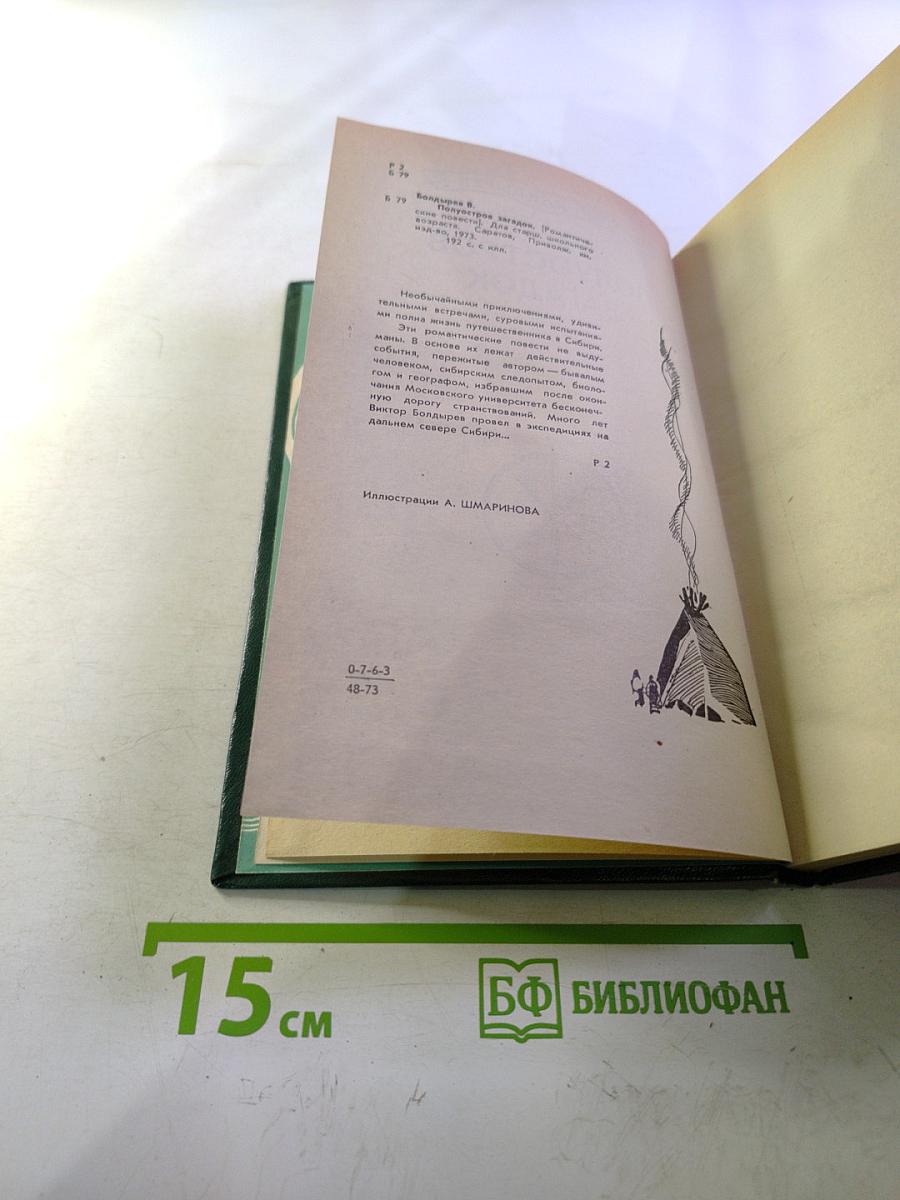 Р 2
Б 79
Б 79 Болдырев В.
Полуостров загадок. [Романтиче-
ские повести]. Для старш. школьного
возраста. Саратов, Приволж. кн.
изд-во, 1973.
192 с. с илл.
Необычайными приключениями, удиви-
тельными встречами, суровыми испытания-
ми полна жизнь путешественника в Сибири.
Эти романтические повести не выду-
маны. В основе их лежат действительные
события, пережитые автором — бывалым
человеком, сибирским следопытом, биоло-
гом и географом, избравшим после окон-
чания Московского университета бесконеч-
ную дорогу странствований. Много лет
Виктор Болдырев провел в экспедициях на
дальнем севере Сибири...
Р 2
Иллюстрации А. ШМАРИНОВА
0-7-6-3
48-73
15 см
БФ БИБЛИОФАН